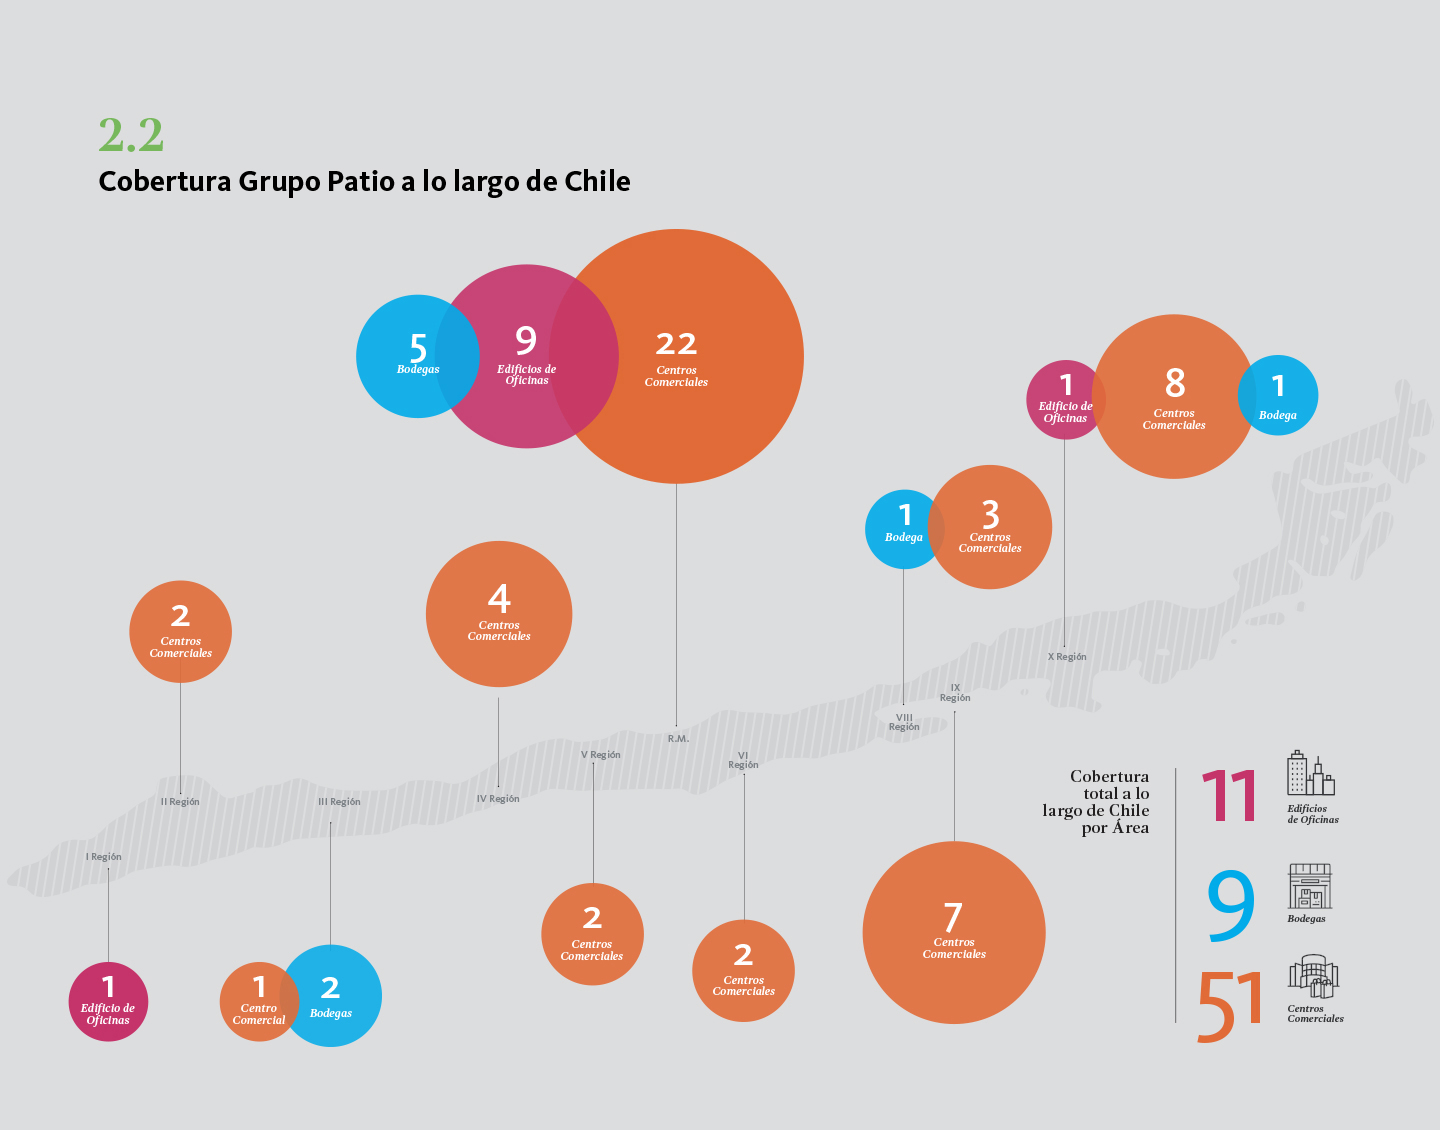 2.2
Cobertura Grupo Patio a lo largo de Chile
5
Bodegas
9
Edificios de
Oficinas
22
Centros
Comerciales
1
Edificio de
Oficinas
8
Centros
Comerciales
1
Bodega
1
Bodega
3
Centros
Comerciales
2
Centros
Comerciales
4
Centros
Comerciales
X Región
IX
Región
VIII
Región
R.M.
V Región
VI
Región
II Región
III Región
IV Región
I Región
1
Edificio de
Oficinas
1
Centro
Comercial
2
Bodegas
2
Centros
Comerciales
2
Centros
Comerciales
7
Centros
Comerciales
Cobertura
total a lo
largo de Chile
por Área
11
Edificios
de Oficinas
9
Bodegas
51
Centros
Comerciales